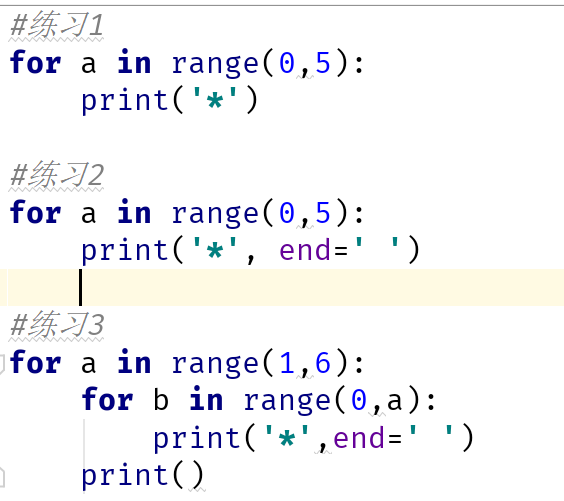 #练习1
for a in range(0,5):
    print('*')
#练习2
for a in range(0,5):
    print('*', end=' ')
#练习3
for a in range(1,6):
    for b in range(0,a):
        print('*',end=' ')
    print()